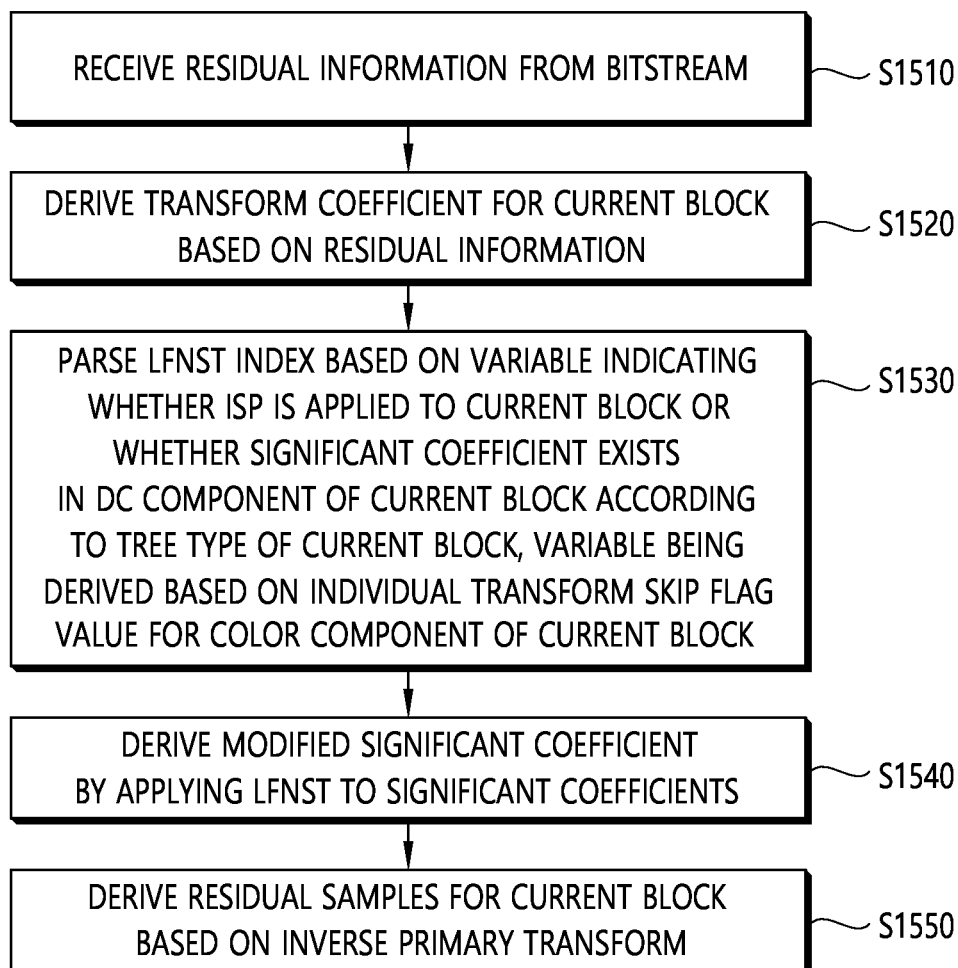 RECEIVE RESIDUAL INFORMATION FROM BITSTREAM
S1510
DERIVE TRANSFORM COEFFICIENT FOR CURRENT BLOCK
BASED ON RESIDUAL INFORMATION
S1520
PARSE LFNST INDEX BASED ON VARIABLE INDICATING
WHETHER ISP IS APPLIED TO CURRENT BLOCK OR
WHETHER SIGNIFICANT COEFFICIENT EXISTS
IN DC COMPONENT OF CURRENT BLOCK ACCORDING
TO TREE TYPE OF CURRENT BLOCK, VARIABLE BEING
DERIVED BASED ON INDIVIDUAL TRANSFORM SKIP FLAG
VALUE FOR COLOR COMPONENT OF CURRENT BLOCK
S1530
DERIVE MODIFIED SIGNIFICANT COEFFICIENT
BY APPLYING LFNST TO SIGNIFICANT COEFFICIENTS
S1540
DERIVE RESIDUAL SAMPLES FOR CURRENT BLOCK
BASED ON INVERSE PRIMARY TRANSFORM
S1550